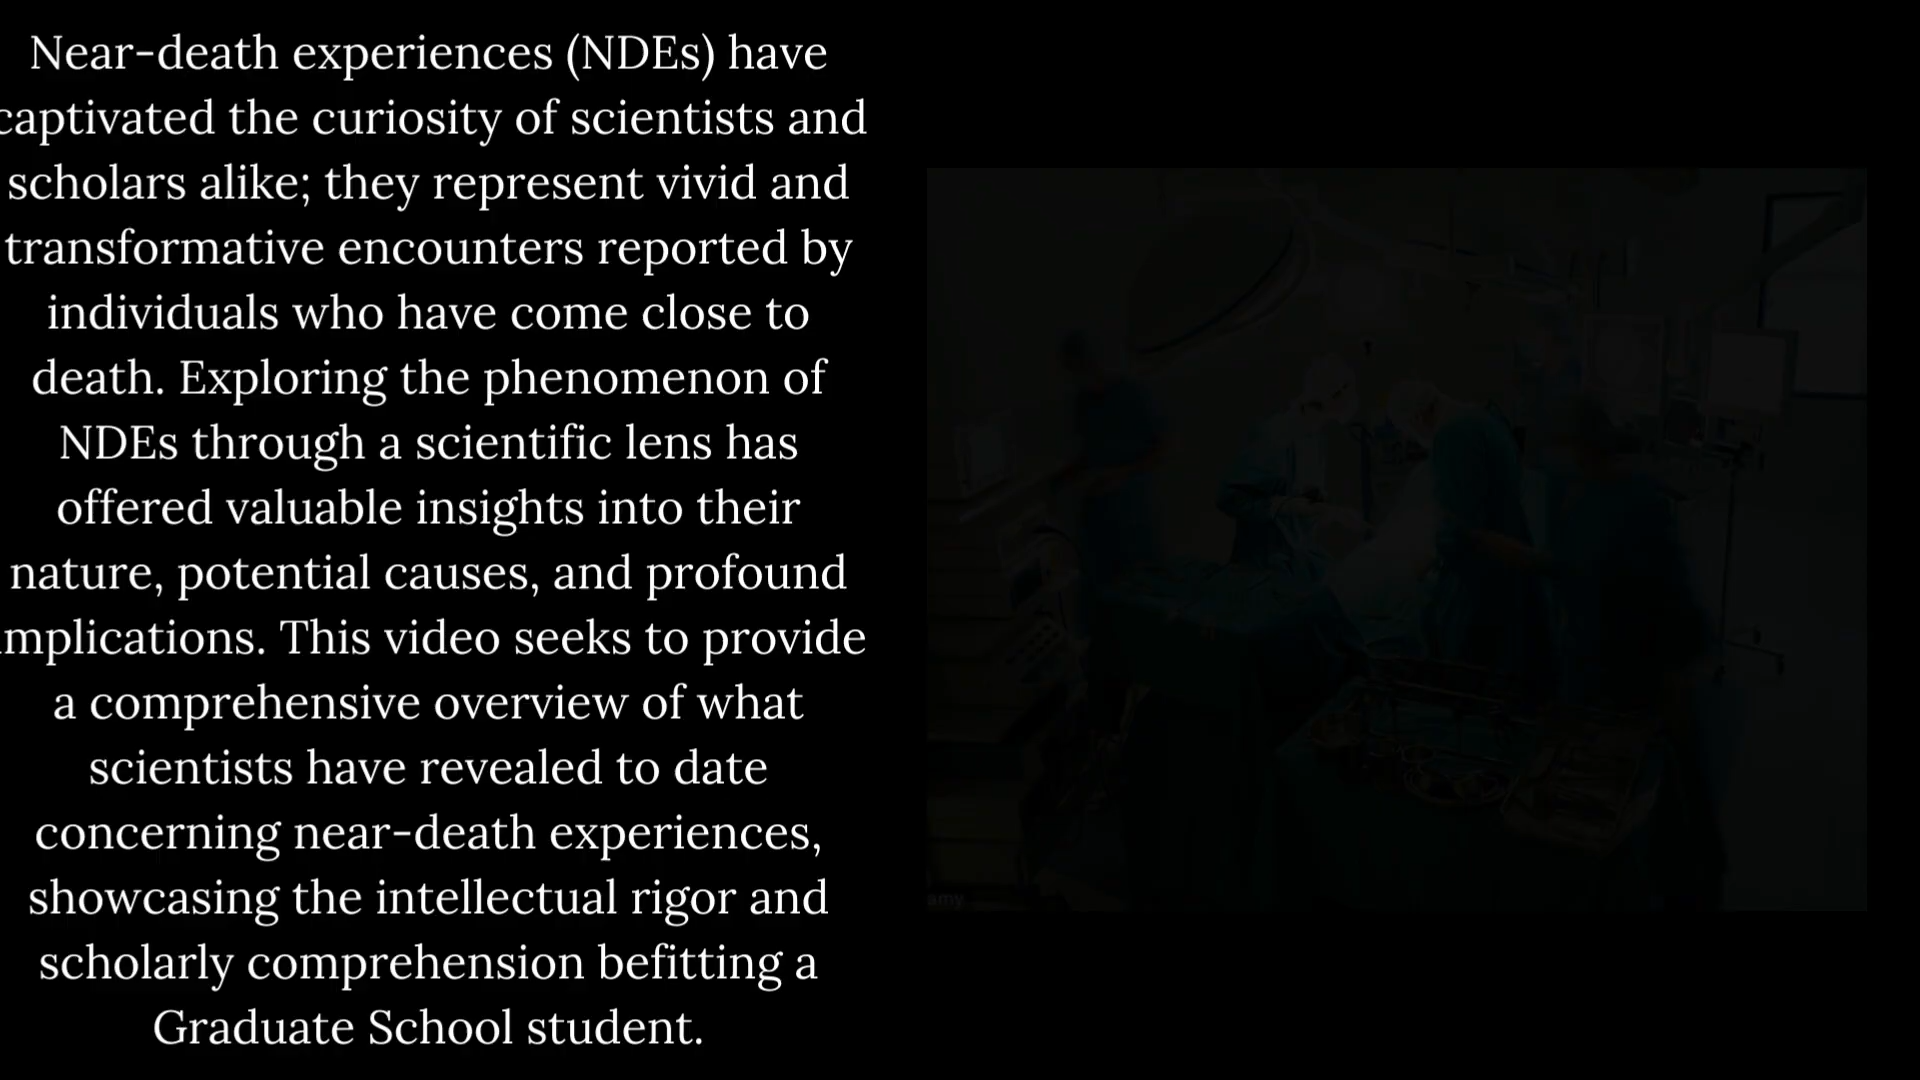 Near-death experiences (NDEs) have
captivated the curiosity of scientists and
scholars alike; they represent vivid and
transformative encounters reported by
individuals who have come close to
death. Exploring the phenomenon of
NDEs through a scientific lens has
offered valuable insights into their
nature, potential causes, and profound
implications. This video seeks to provide
a comprehensive overview of what
scientists have revealed to date
concerning near-death experiences,
showcasing the intellectual rigor and
scholarly comprehension befitting a
Graduate School student.
amy